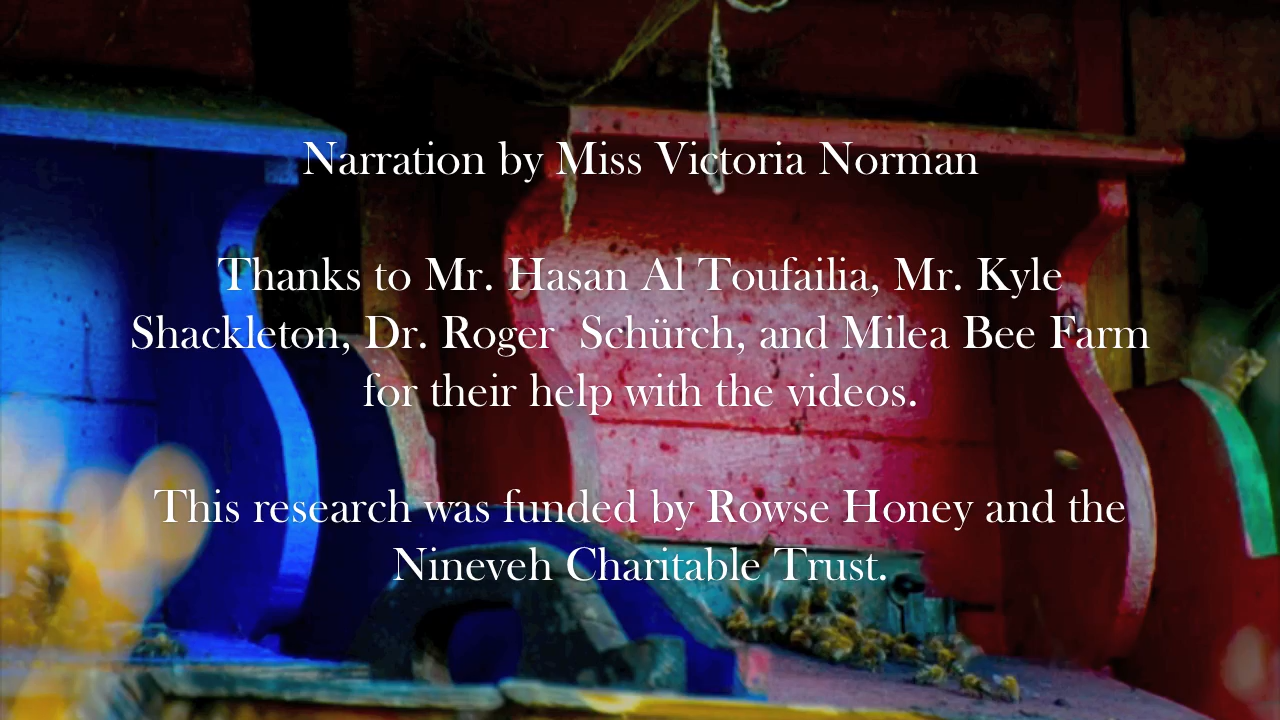 Narration by Miss Victoria Norman
Thanks to Mr. Hasan Al Toufailia, Mr. Kyle
Shackleton, Dr. Roger  Schürch, and Milea Bee Farm
for their help with the videos.
This research was funded by Rowse Honey and the
Nineveh Charitable Trust.